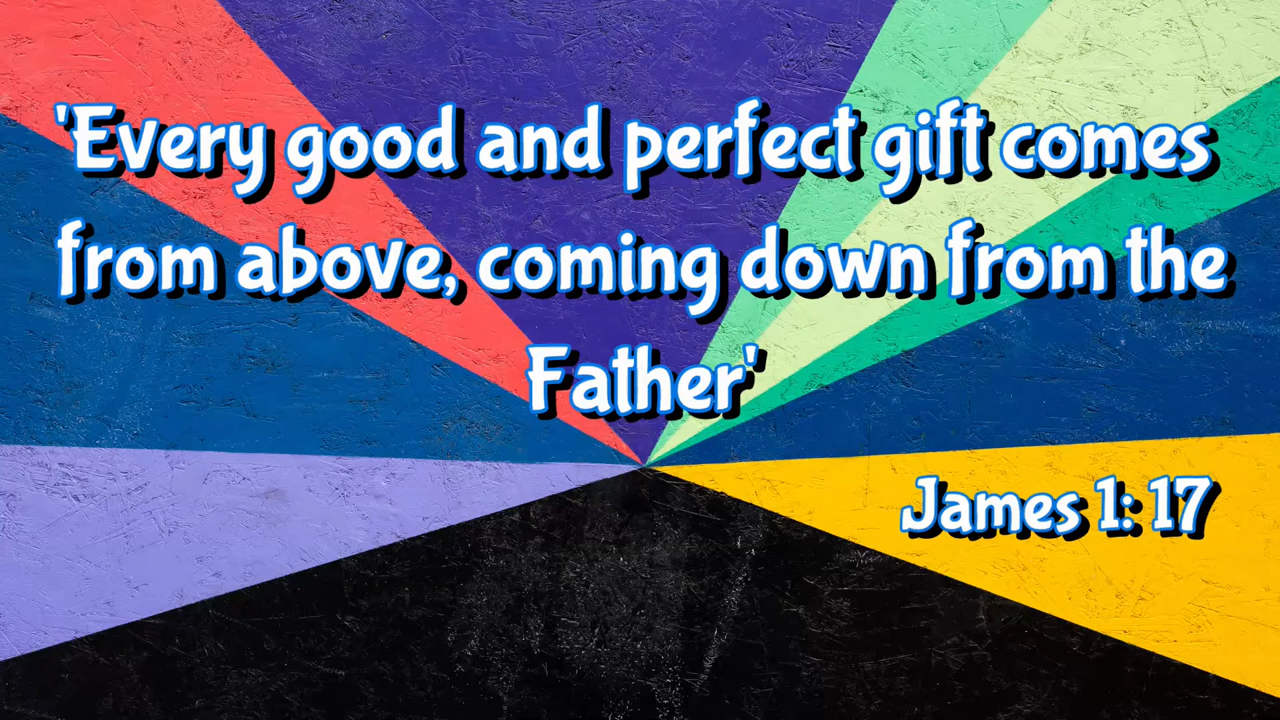 'Every good and perfect gift comes
from above, coming down from the
Father'
James 1: 17